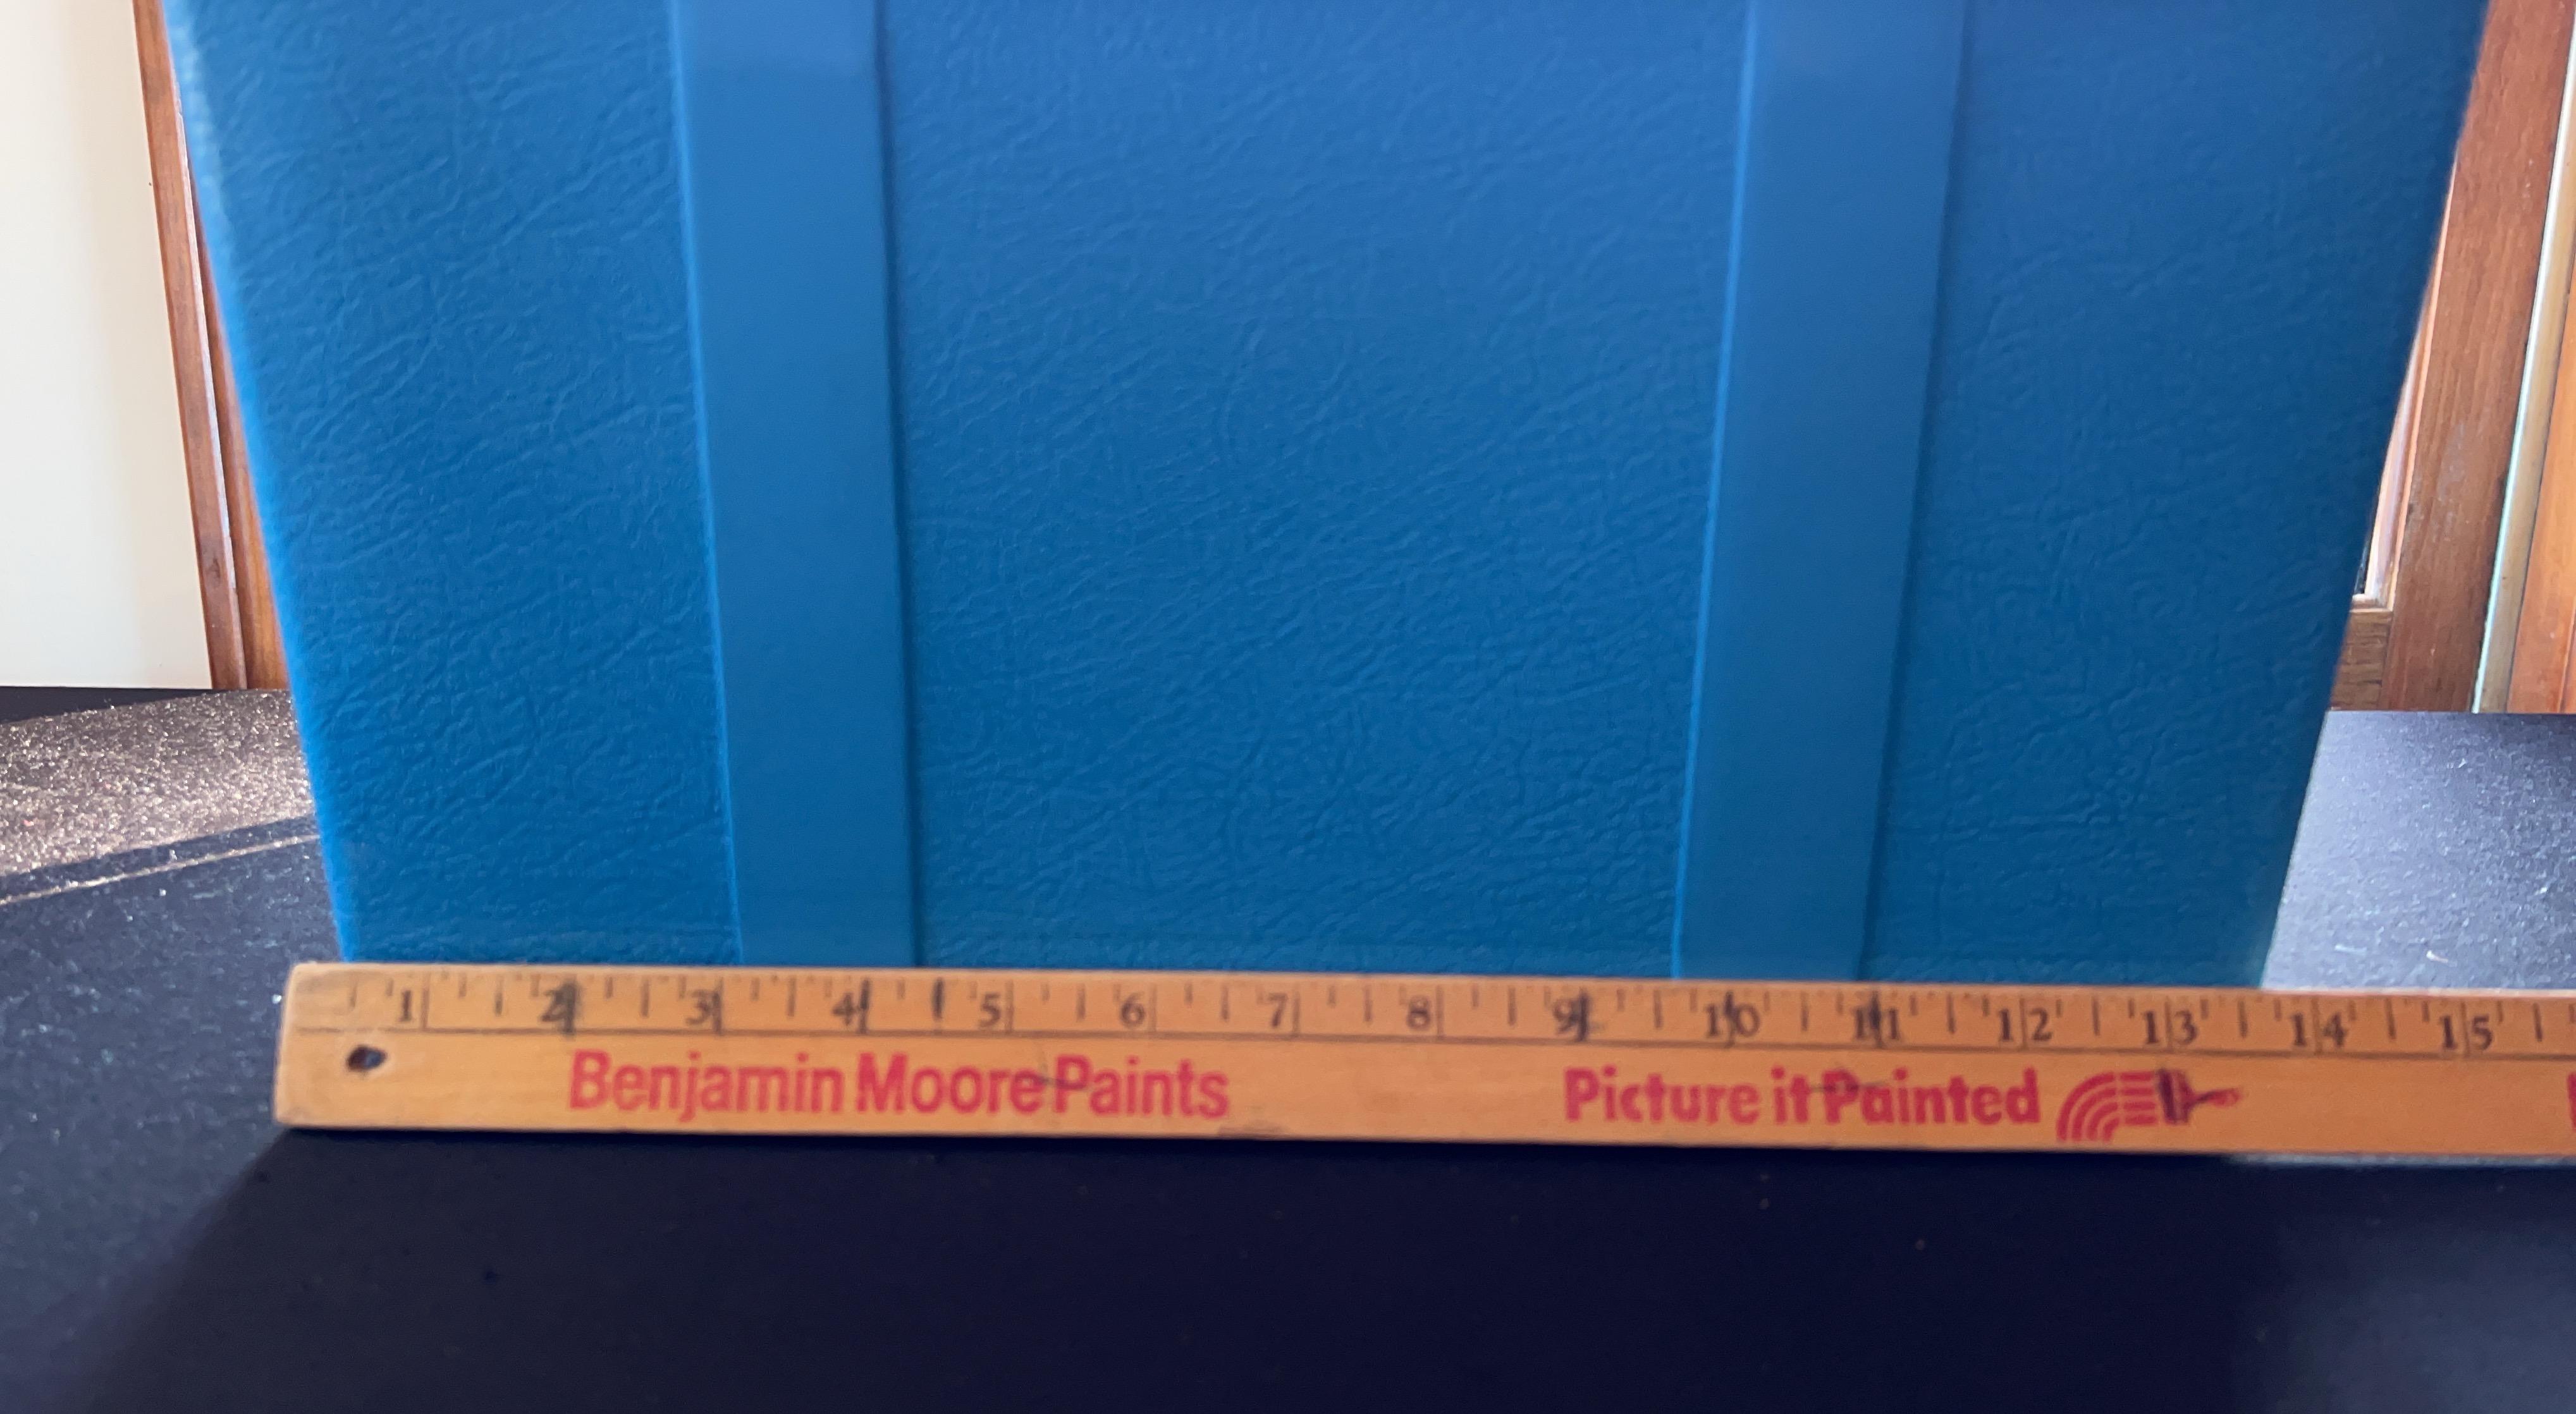 1 2 3 4 5 6 7 8 9 10 11 12 13 14 15
Benjamin Moore Paints Picture it Painted